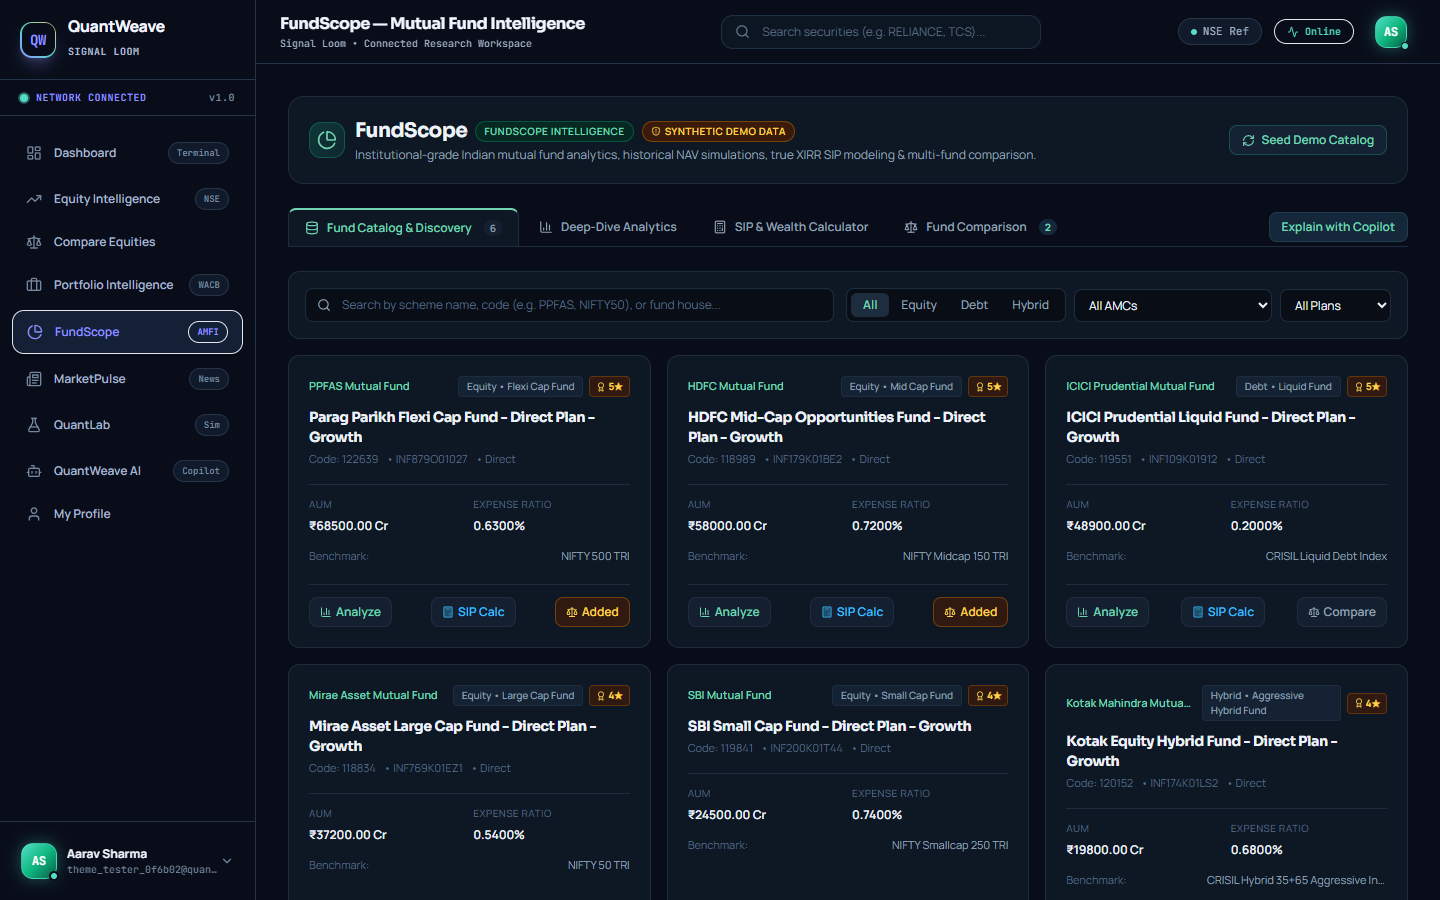 QW
QuantWeave
SIGNAL LOOM
NETWORK CONNECTED
v1.0
Dashboard
Terminal
Equity Intelligence
NSE
Compare Equities
Portfolio Intelligence
WACB
FundScope
AMFI
MarketPulse
News
QuantLab
Sim
QuantWeave AI
Copilot
My Profile
AS
Aarav Sharma
theme_tester_0f6b02@quan...
FundScope — Mutual Fund Intelligence
Signal Loom • Connected Research Workspace
Search securities (e.g. RELIANCE, TCS)...
NSE Ref
Online
AS
FundScope
FUNDSCOPE INTELLIGENCE
SYNTHETIC DEMO DATA
Institutional-grade Indian mutual fund analytics, historical NAV simulations, true XIRR SIP modeling & multi-fund comparison.
Seed Demo Catalog
Fund Catalog & Discovery 6
Deep-Dive Analytics
SIP & Wealth Calculator
Fund Comparison 2
Explain with Copilot
Search by scheme name, code (e.g. PPFAS, NIFTY50), or fund house...
All
Equity
Debt
Hybrid
All AMCs
All Plans
PPFAS Mutual Fund
Equity • Flexi Cap Fund
5★
Parag Parikh Flexi Cap Fund - Direct Plan -
Growth
Code: 122639 • INF879O01027 • Direct
AUM
EXPENSE RATIO
₹68500.00 Cr
0.6300%
Benchmark:
NIFTY 500 TRI
Analyze
SIP Calc
Added
HDFC Mutual Fund
Equity • Mid Cap Fund
5★
HDFC Mid-Cap Opportunities Fund - Direct
Plan - Growth
Code: 118989 • INF179K01BE2 • Direct
AUM
EXPENSE RATIO
₹58000.00 Cr
0.7200%
Benchmark:
NIFTY Midcap 150 TRI
Analyze
SIP Calc
Added
ICICI Prudential Mutual Fund
Debt • Liquid Fund
5★
ICICI Prudential Liquid Fund - Direct Plan -
Growth
Code: 119551 • INF109K01912 • Direct
AUM
EXPENSE RATIO
₹48900.00 Cr
0.2000%
Benchmark:
CRISIL Liquid Debt Index
Analyze
SIP Calc
Compare
Mirae Asset Mutual Fund
Equity • Large Cap Fund
4★
Mirae Asset Large Cap Fund - Direct Plan -
Growth
Code: 118834 • INF769K01EZ1 • Direct
AUM
EXPENSE RATIO
₹37200.00 Cr
0.5400%
Benchmark:
NIFTY 50 TRI
SBI Mutual Fund
Equity • Small Cap Fund
4★
SBI Small Cap Fund - Direct Plan - Growth
Code: 119841 • INF200K01T44 • Direct
AUM
EXPENSE RATIO
₹24500.00 Cr
0.7400%
Benchmark:
NIFTY Smallcap 250 TRI
Kotak Mahindra Mutua...
Hybrid • Aggressive
Hybrid Fund
4★
Kotak Equity Hybrid Fund - Direct Plan -
Growth
Code: 120152 • INF174K01LS2 • Direct
AUM
EXPENSE RATIO
₹19800.00 Cr
0.6800%
Benchmark:
CRISIL Hybrid 35+65 Aggressive In...